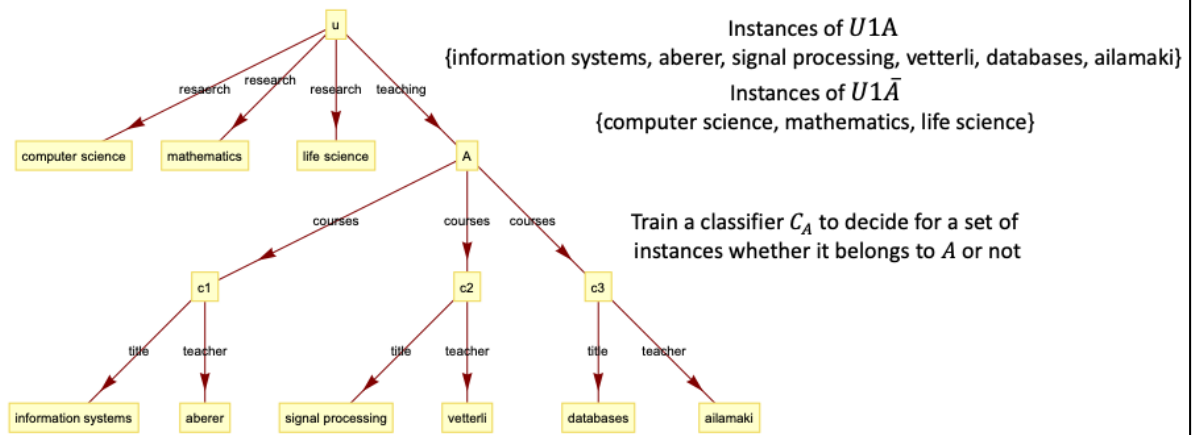 u
Instances of U1A
{information systems, aberer, signal processing, vetterli, databases, ailamaki}
resaerch research research teaching
Instances of U1Ā
{computer science, mathematics, life science}
computer science mathematics life science A
courses courses courses
Train a classifier C_A to decide for a set of
instances whether it belongs to A or not
c1 c2 c3
title teacher title teacher title teacher
information systems aberer signal processing vetterli databases ailamaki